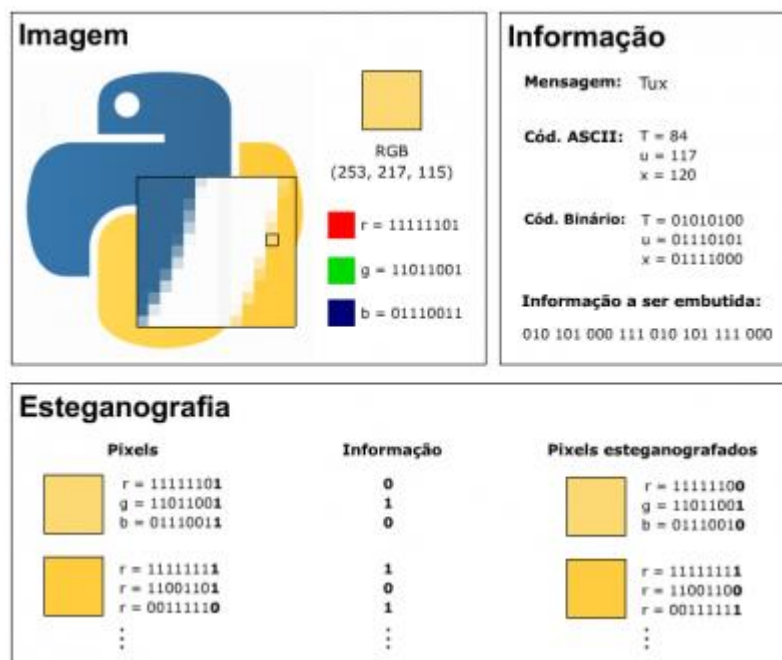 Imagem
RGB
(253, 217, 115)
r = 11111101
g = 11011001
b = 01110011
Informação
Mensagem: Tux
Cód. ASCII: T = 84
u = 117
x = 120
Cód. Binário: T = 01010100
u = 01110101
x = 01111000
Informação a ser embutida:
010 101 000 111 010 101 111 000
Esteganografia
Pixels Informação Pixels esteganografados
r = 11111101 0 r = 11111100
g = 11011001 1 g = 11011001
b = 01110011 0 b = 01110010
r = 11111111 1 r = 11111111
r = 11001101 0 r = 11001100
r = 00111110 1 r = 00111111
⋮ ⋮ ⋮